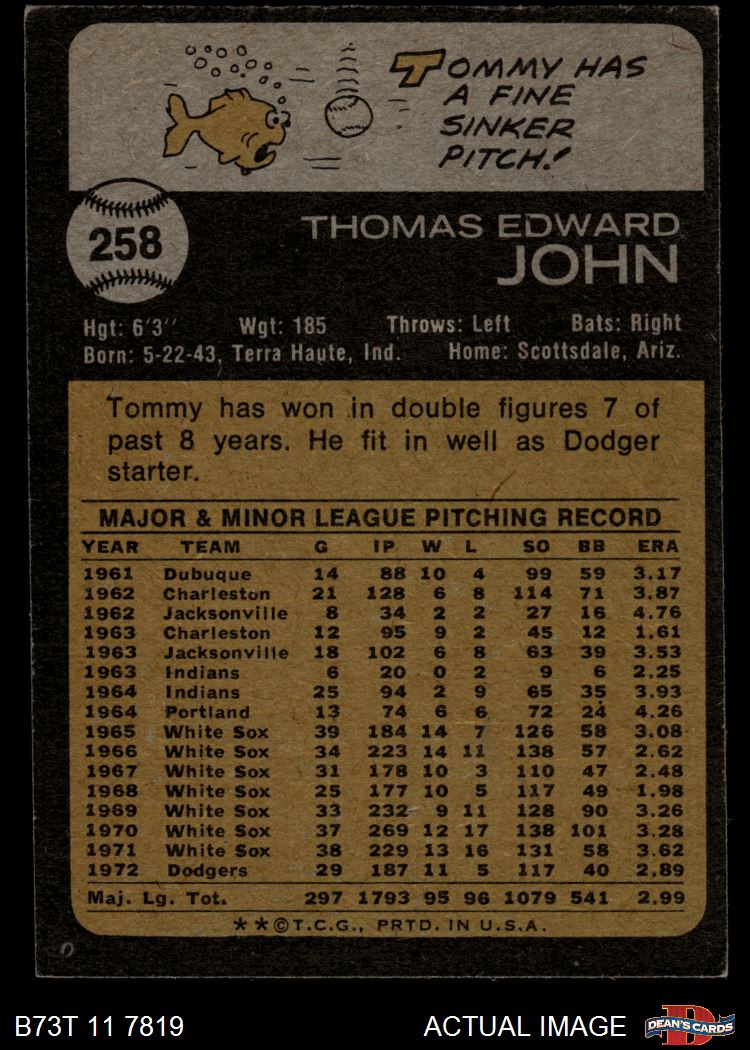 TOMMY HAS
A FINE
SINKER
PITCH!
258
THOMAS EDWARD
JOHN
Hgt: 6'3" Wgt: 185 Throws: Left Bats: Right
Born: 5-22-43, Terra Haute, Ind. Home: Scottsdale, Ariz.
Tommy has won in double figures 7 of
past 8 years. He fit in well as Dodger
starter.
MAJOR & MINOR LEAGUE PITCHING RECORD
YEAR TEAM G IP W L SO BB ERA
1961 Dubuque 14 88 10 4 99 59 3.17
1962 Charleston 21 128 6 8 114 71 3.87
1962 Jacksonville 8 34 2 2 27 16 4.76
1963 Charleston 12 95 9 2 45 12 1.61
1963 Jacksonville 18 102 6 8 63 39 3.53
1963 Indians 6 20 0 2 9 6 2.25
1964 Indians 25 94 2 9 65 35 3.93
1964 Portland 13 74 6 6 72 24 4.26
1965 White Sox 39 184 14 7 126 58 3.08
1966 White Sox 34 223 14 11 138 57 2.62
1967 White Sox 31 178 10 3 110 47 2.48
1968 White Sox 25 177 10 5 117 49 1.98
1969 White Sox 33 232 9 11 128 90 3.26
1970 White Sox 37 269 12 17 138 101 3.28
1971 White Sox 38 229 13 16 131 58 3.62
1972 Dodgers 29 187 11 5 117 40 2.89
Maj. Lg. Tot. 297 1793 95 96 1079 541 2.99
**©T.C.G., PRTD. IN U.S.A.
B73T 11 7819 ACTUAL IMAGE DEAN'S CARDS